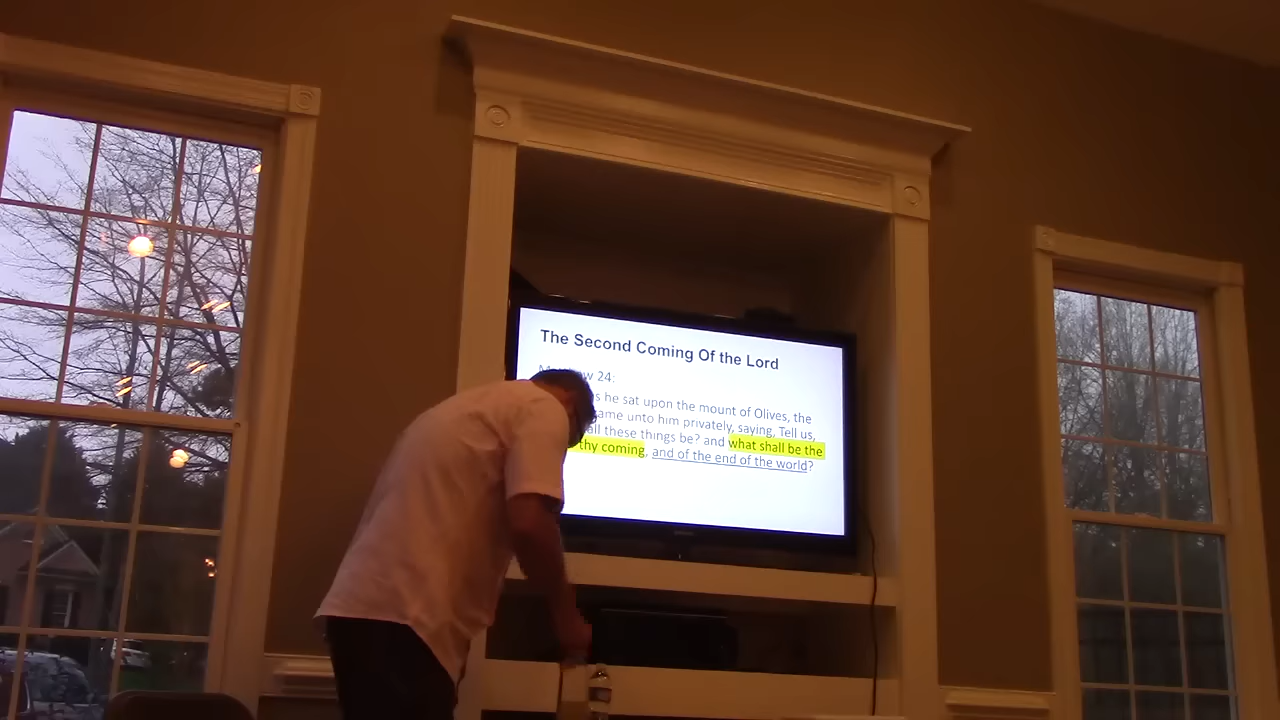 The Second Coming Of the Lord
24:
he sat upon the mount of Olives, the
came unto him privately, saying, Tell us,
all these things be? and what shall be the
thy coming, and of the end of the world?